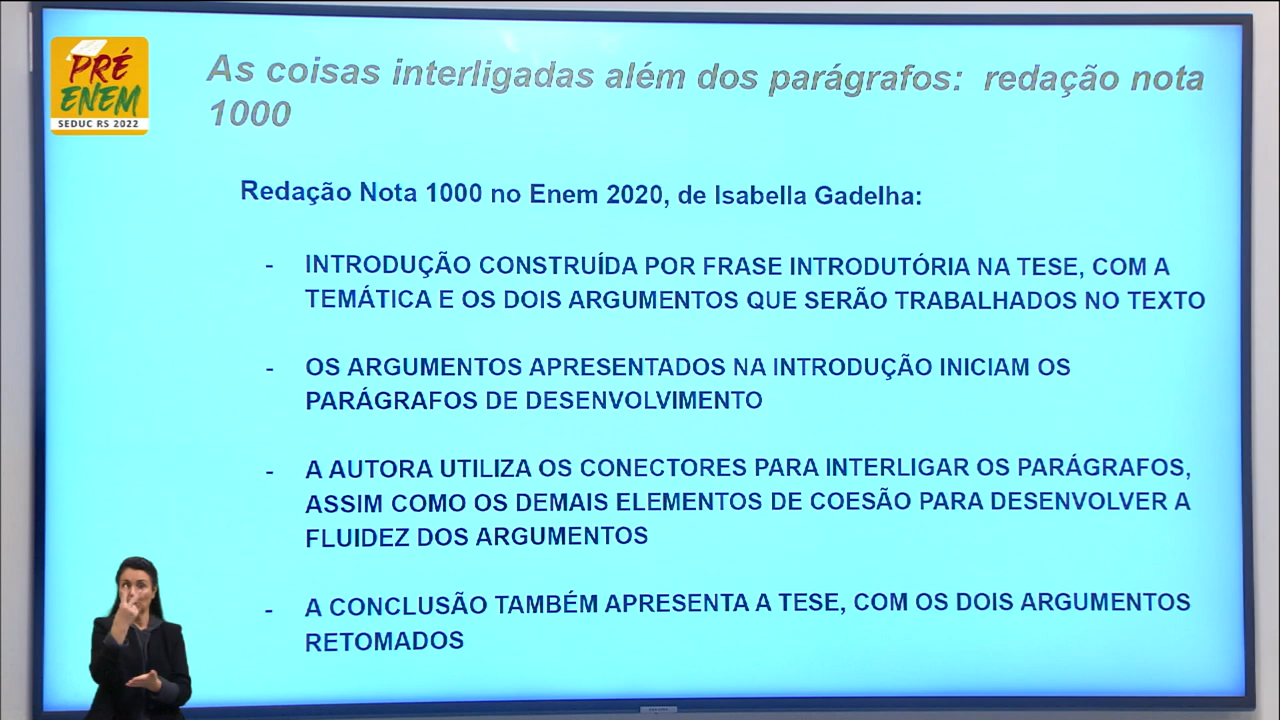 PRÉ
ENEM
SEDUC RS 2022
As coisas interligadas além dos parágrafos: redação nota
1000
Redação Nota 1000 no Enem 2020, de Isabella Gadelha:
- INTRODUÇÃO CONSTRUÍDA POR FRASE INTRODUTÓRIA NA TESE, COM A
TEMÁTICA E OS DOIS ARGUMENTOS QUE SERÃO TRABALHADOS NO TEXTO
- OS ARGUMENTOS APRESENTADOS NA INTRODUÇÃO INICIAM OS
PARÁGRAFOS DE DESENVOLVIMENTO
- A AUTORA UTILIZA OS CONECTORES PARA INTERLIGAR OS PARÁGRAFOS,
ASSIM COMO OS DEMAIS ELEMENTOS DE COESÃO PARA DESENVOLVER A
FLUIDEZ DOS ARGUMENTOS
- A CONCLUSÃO TAMBÉM APRESENTA A TESE, COM OS DOIS ARGUMENTOS
RETOMADOS